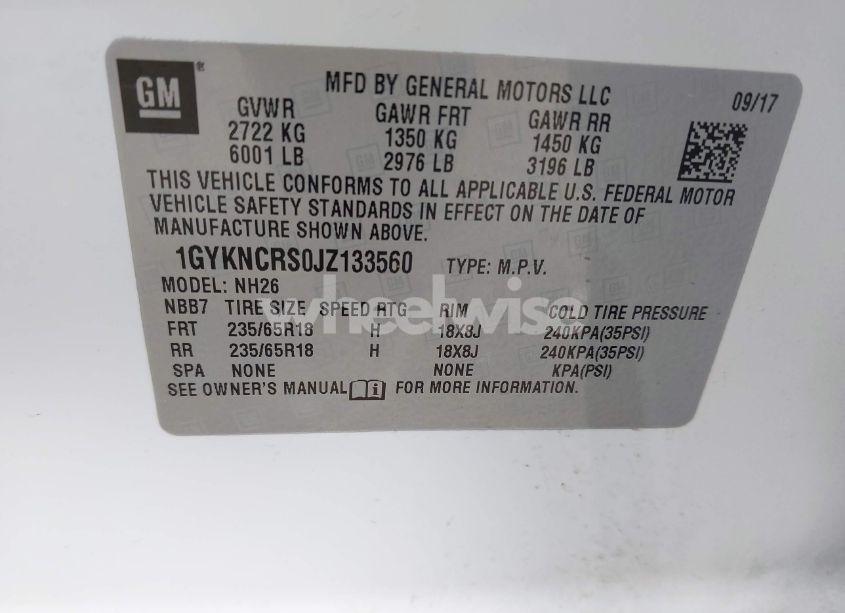 GM ®
MFD BY GENERAL MOTORS LLC
09/17
GVWR GAWR FRT GAWR RR
2722 KG 1350 KG 1450 KG
6001 LB 2976 LB 3196 LB
THIS VEHICLE CONFORMS TO ALL APPLICABLE U.S. FEDERAL MOTOR
VEHICLE SAFETY STANDARDS IN EFFECT ON THE DATE OF
MANUFACTURE SHOWN ABOVE.
1GYKNCRS0JZ133560 TYPE: M.P.V.
MODEL: NH26
NBB7 TIRE SIZE SPEED RTG RIM COLD TIRE PRESSURE
FRT 235/65R18 H 18X8J 240KPA(35PSI)
RR 235/65R18 H 18X8J 240KPA(35PSI)
SPA NONE NONE KPA(PSI)
SEE OWNER'S MANUAL FOR MORE INFORMATION.
wheelwise